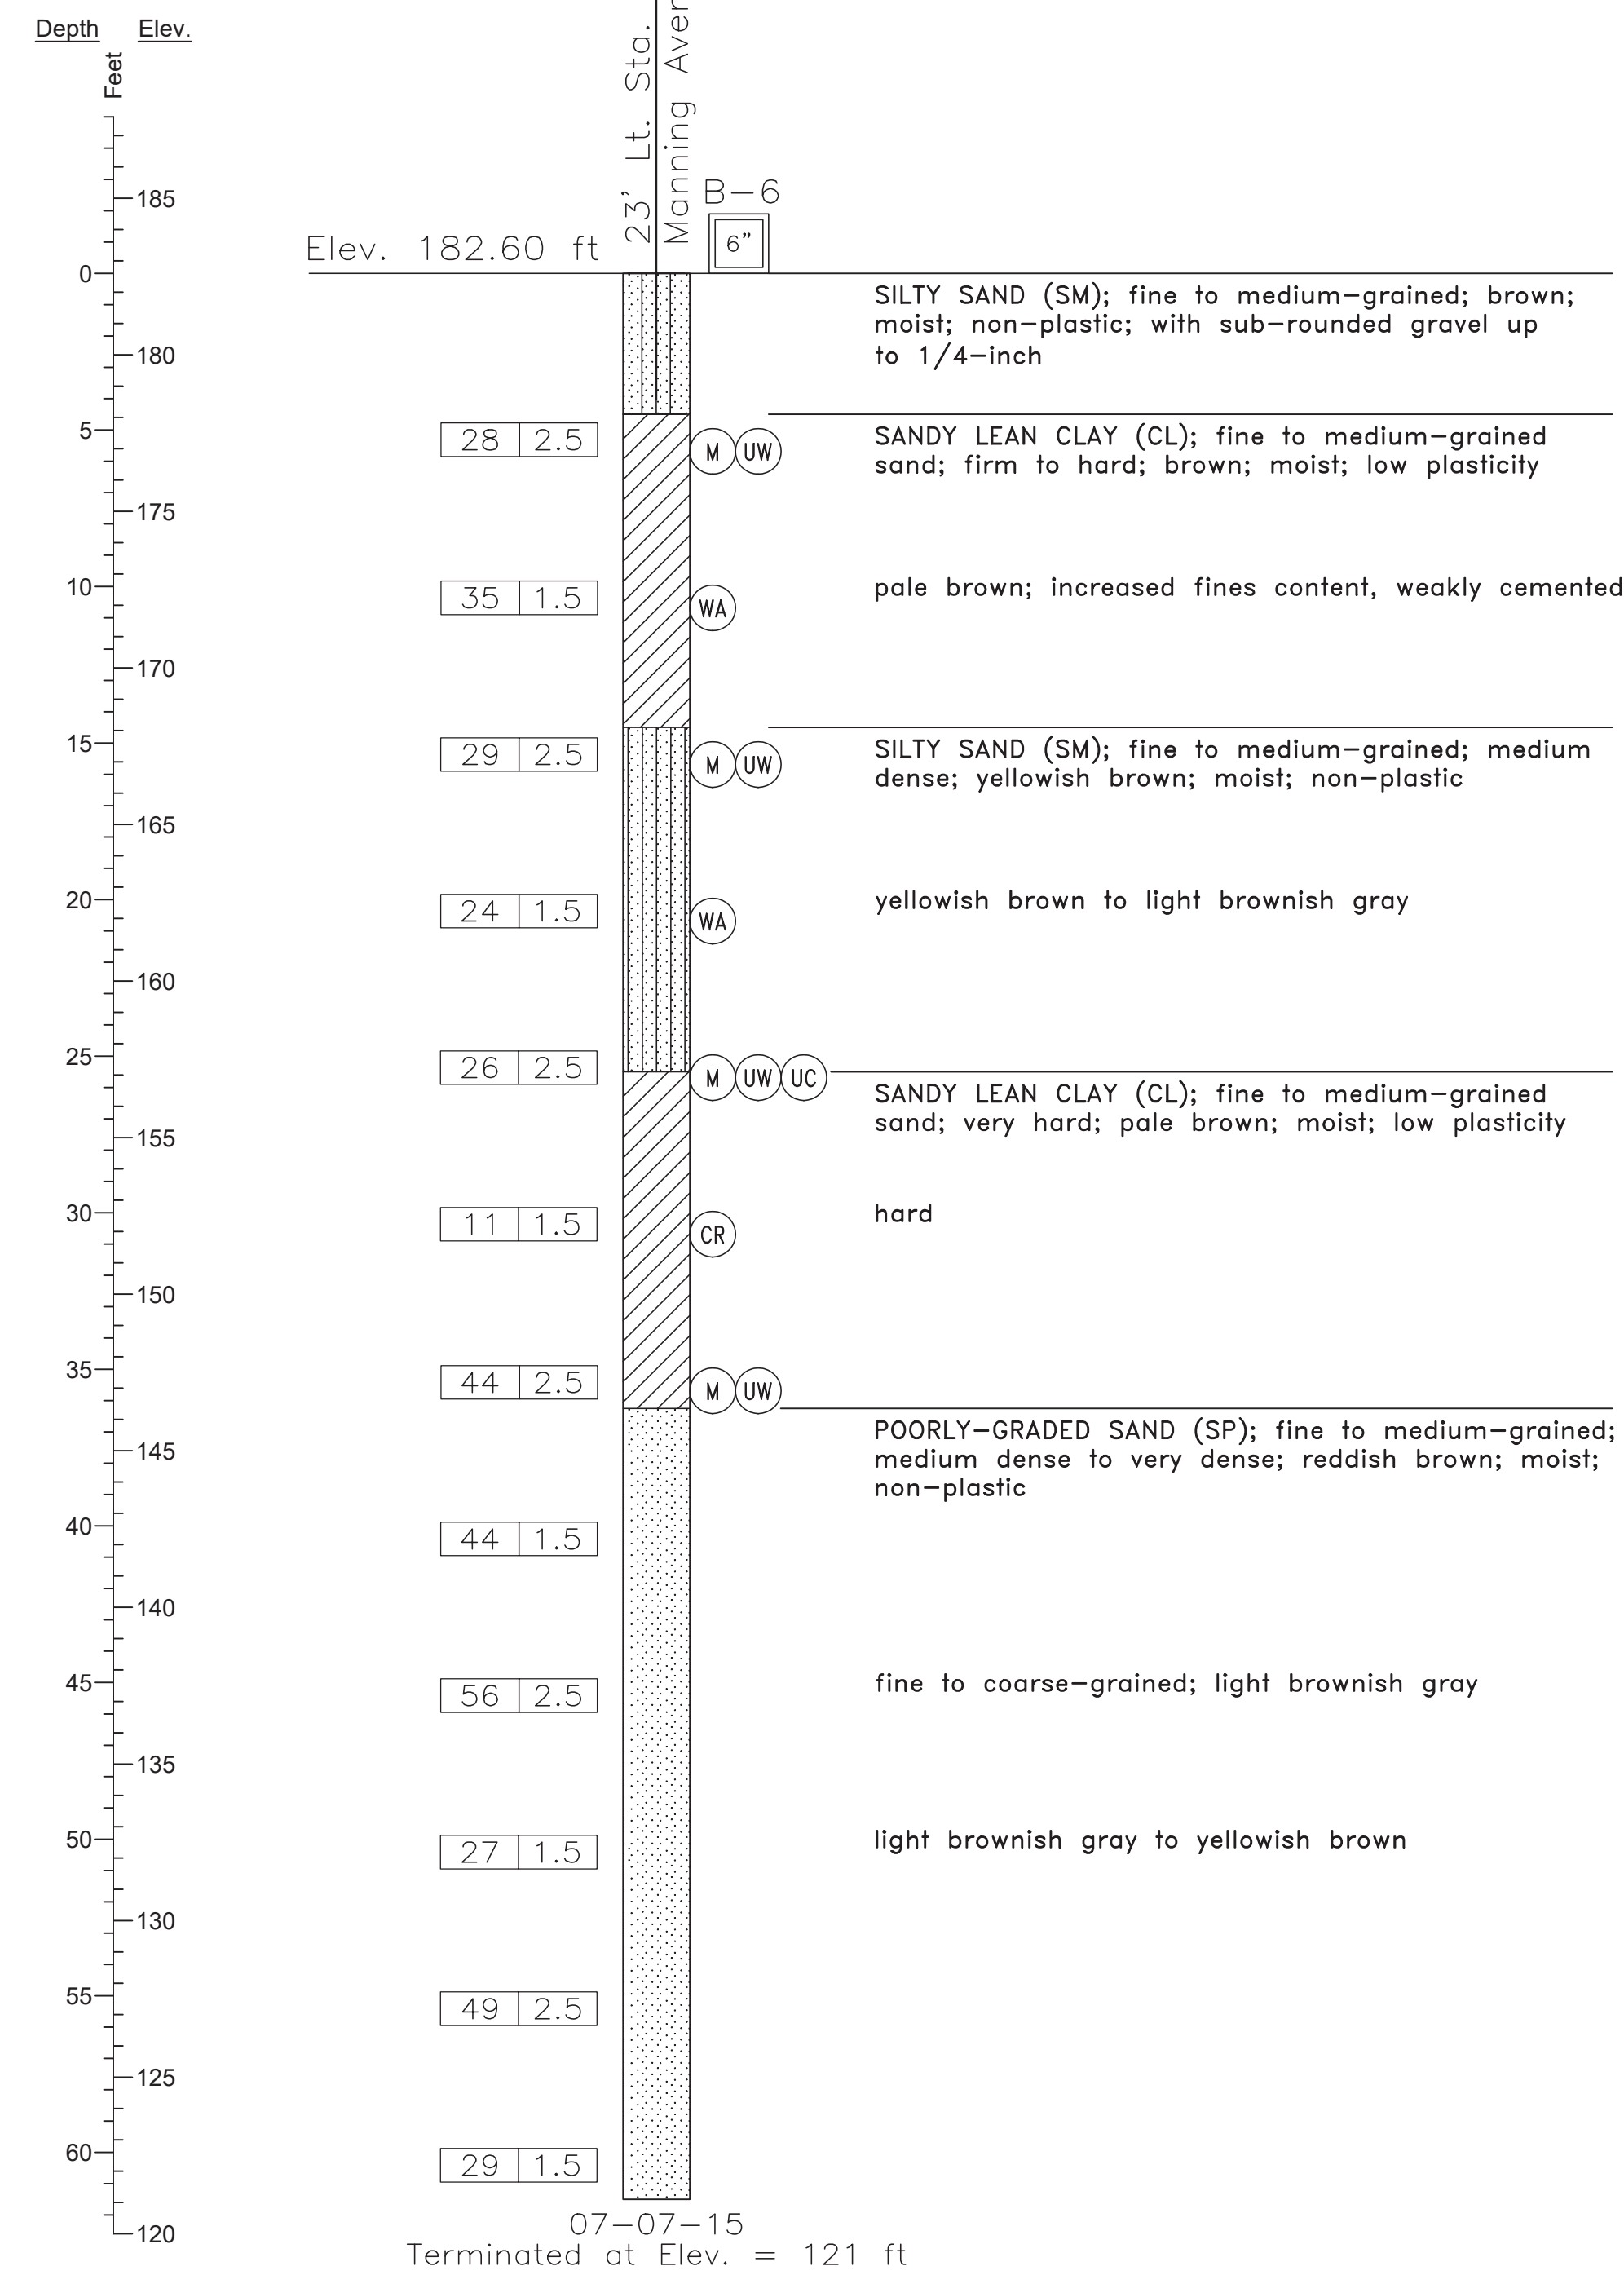 Depth Elev.
Feet
23' Lt. Sta.
Manning
B-6
6"
185
Elev. 182.60 ft
0
SILTY SAND (SM); fine to medium-grained; brown;
moist; non-plastic; with sub-rounded gravel up
to 1/4-inch
180
5
28 2.5
M UW
SANDY LEAN CLAY (CL); fine to medium-grained
sand; firm to hard; brown; moist; low plasticity
175
10
35 1.5
WA
pale brown; increased fines content, weakly cemented
170
15
29 2.5
M UW
SILTY SAND (SM); fine to medium-grained; medium
dense; yellowish brown; moist; non-plastic
165
20
24 1.5
WA
yellowish brown to light brownish gray
160
25
26 2.5
M UW UC
SANDY LEAN CLAY (CL); fine to medium-grained
sand; very hard; pale brown; moist; low plasticity
155
30
11 1.5
CR
hard
150
35
44 2.5
M UW
POORLY-GRADED SAND (SP); fine to medium-grained;
medium dense to very dense; reddish brown; moist;
non-plastic
145
40
44 1.5
140
45
56 2.5
fine to coarse-grained; light brownish gray
135
50
27 1.5
light brownish gray to yellowish brown
130
55
49 2.5
125
60
29 1.5
120
07-07-15
Terminated at Elev. = 121 ft